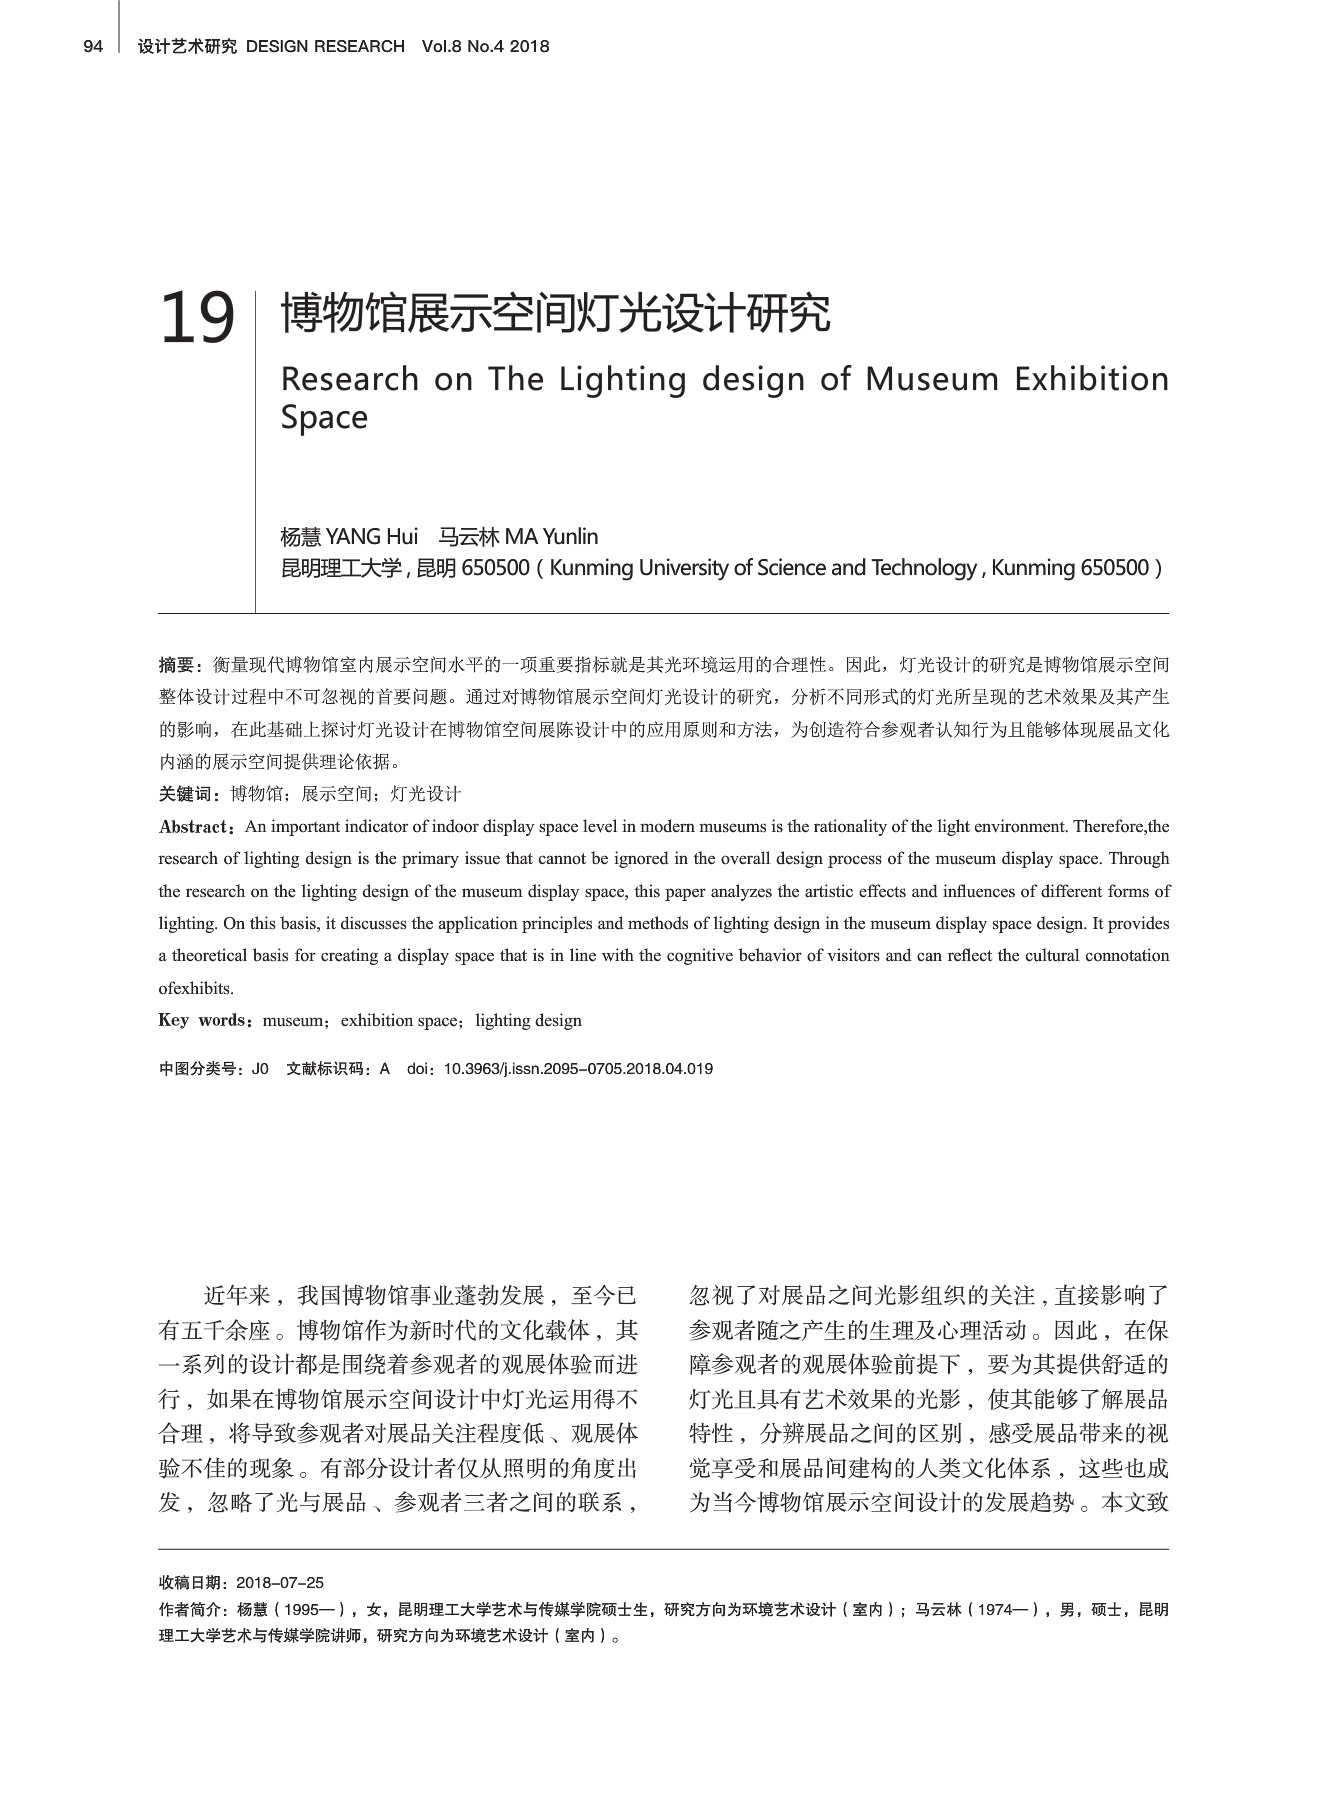 94 设计艺术研究 DESIGN RESEARCH Vol.8 No.4 2018
19
博物馆展示空间灯光设计研究
Research on The Lighting design of Museum Exhibition
Space
杨慧 YANG Hui 马云林 MA Yunlin
昆明理工大学 , 昆明 650500（Kunming University of Science and Technology , Kunming 650500）
摘要：衡量现代博物馆室内展示空间水平的一项重要指标就是其光环境运用的合理性。因此，灯光设计的研究是博物馆展示空间
整体设计过程中不可忽视的首要问题。通过对博物馆展示空间灯光设计的研究，分析不同形式的灯光所呈现的艺术效果及其产生
的影响，在此基础上探讨灯光设计在博物馆空间展陈设计中的应用原则和方法，为创造符合参观者认知行为且能够体现展品文化
内涵的展示空间提供理论依据。
关键词：博物馆；展示空间；灯光设计
Abstract：An important indicator of indoor display space level in modern museums is the rationality of the light environment. Therefore,the
research of lighting design is the primary issue that cannot be ignored in the overall design process of the museum display space. Through
the research on the lighting design of the museum display space, this paper analyzes the artistic effects and influences of different forms of
lighting. On this basis, it discusses the application principles and methods of lighting design in the museum display space design. It provides
a theoretical basis for creating a display space that is in line with the cognitive behavior of visitors and can reflect the cultural connotation
ofexhibits.
Key words：museum；exhibition space；lighting design
中图分类号：J0 文献标识码：A doi：10.3963/j.issn.2095-0705.2018.04.019
近年来，我国博物馆事业蓬勃发展，至今已
有五千余座。博物馆作为新时代的文化载体，其
一系列的设计都是围绕着参观者的观展体验而进
行，如果在博物馆展示空间设计中灯光运用得不
合理，将导致参观者对展品关注程度低、观展体
验不佳的现象。有部分设计者仅从照明的角度出
发，忽略了光与展品、参观者三者之间的联系，
忽视了对展品之间光影组织的关注 , 直接影响了
参观者随之产生的生理及心理活动。因此，在保
障参观者的观展体验前提下，要为其提供舒适的
灯光且具有艺术效果的光影，使其能够了解展品
特性，分辨展品之间的区别，感受展品带来的视
觉享受和展品间建构的人类文化体系，这些也成
为当今博物馆展示空间设计的发展趋势。本文致
收稿日期：2018-07-25
作者简介：杨慧（1995—），女，昆明理工大学艺术与传媒学院硕士生，研究方向为环境艺术设计（室内）；马云林（1974—），男，硕士，昆明
理工大学艺术与传媒学院讲师，研究方向为环境艺术设计（室内）。